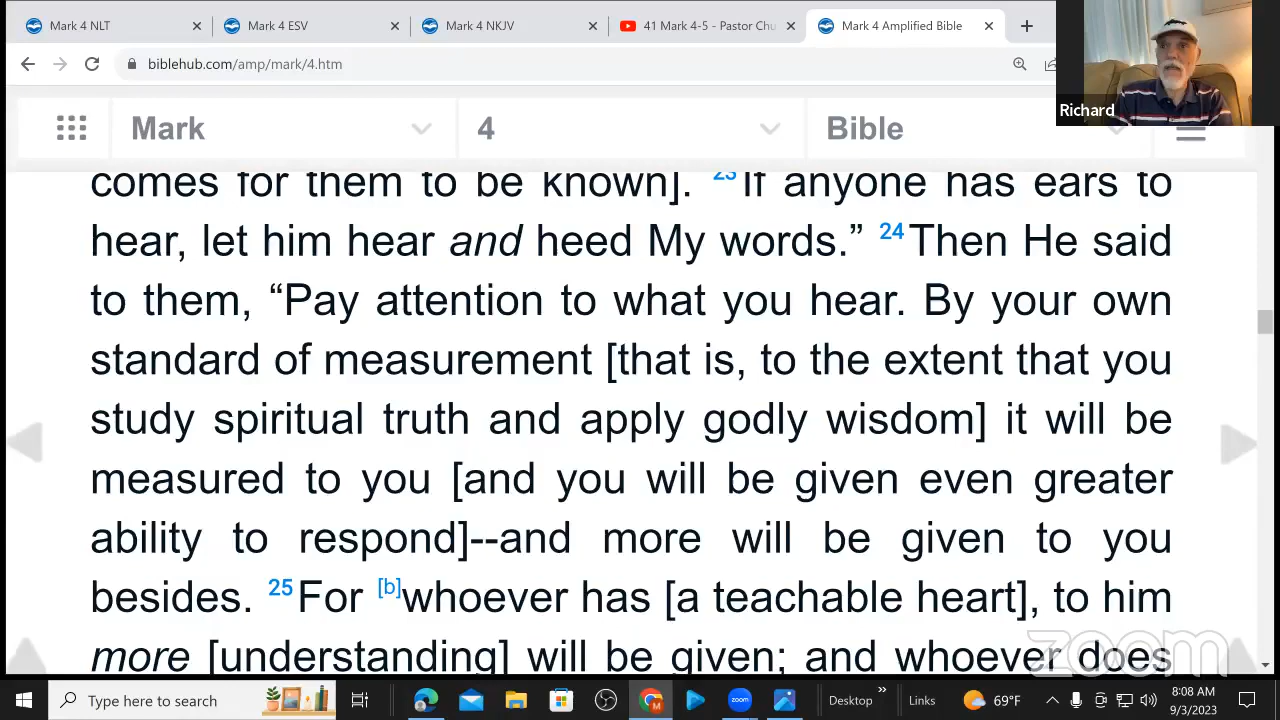 Mark 4 NLT
Mark 4 ESV
Mark 4 NKJV
41 Mark 4-5 - Pastor Chu
Mark 4 Amplified Bible
biblehub.com/amp/mark/4.htm
Richard
Mark
4
Bible
comes for them to be known]. 23 If anyone has ears to
hear, let him hear and heed My words.” 24 Then He said
to them, “Pay attention to what you hear. By your own
standard of measurement [that is, to the extent that you
study spiritual truth and apply godly wisdom] it will be
measured to you [and you will be given even greater
ability to respond]--and more will be given to you
besides. 25 For [b]whoever has [a teachable heart], to him
more [understanding] will be given; and whoever does
zoom
Type here to search
zoom
Desktop
Links
69°F
8:08 AM
9/3/2023